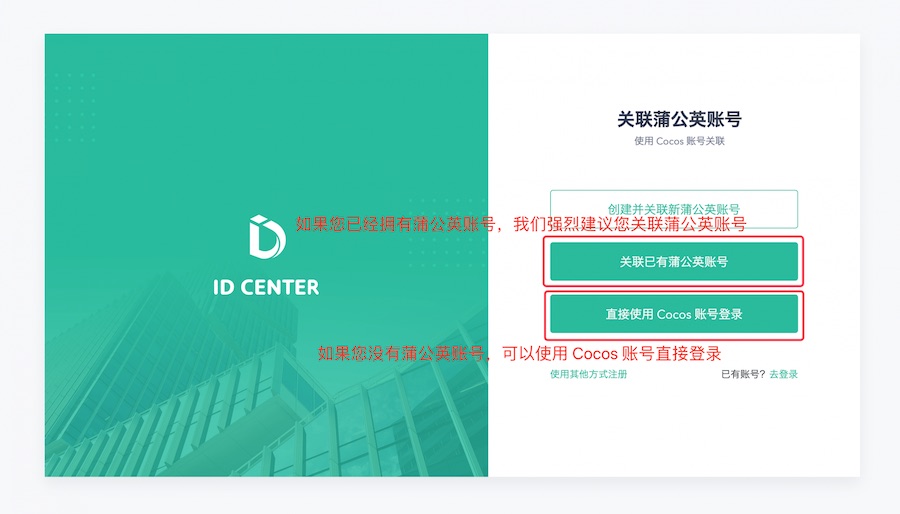 关联蒲公英账号
使用 Cocos 账号关联
创建并关联新蒲公英账号
如果您已经拥有蒲公英账号，我们强烈建议您关联蒲公英账号
关联已有蒲公英账号
ID CENTER
直接使用 Cocos 账号登录
如果您没有蒲公英账号，可以使用 Cocos 账号直接登录
使用其他方式注册
已有账号？去登录